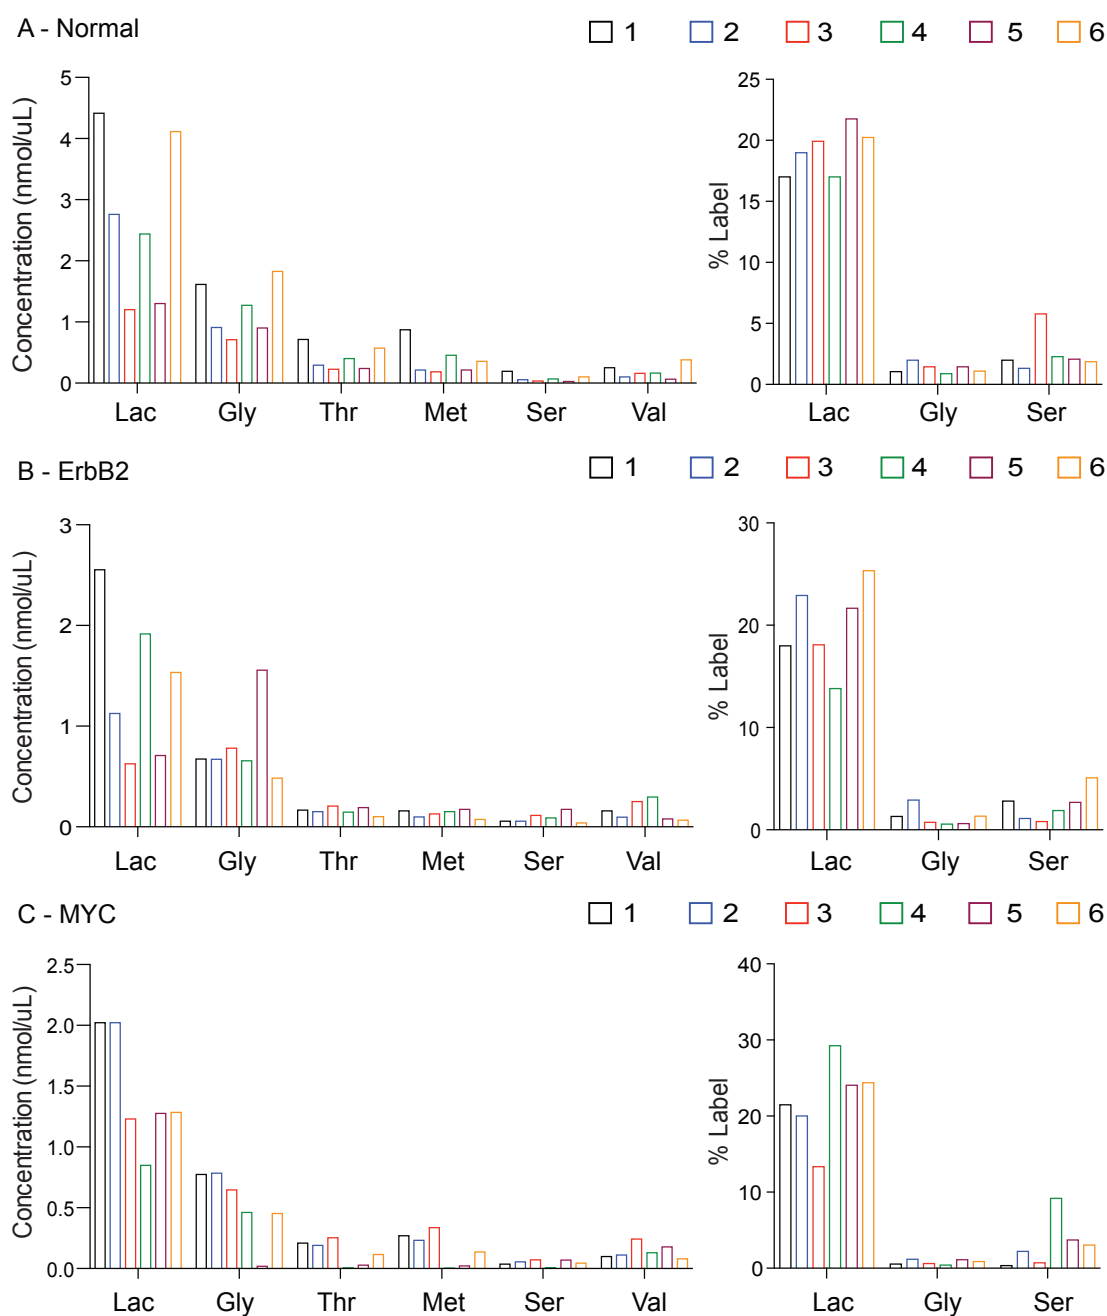 A - Normal
1 2 3 4 5 6
Concentration (nmol/uL)
5
4
3
2
1
0
Lac Gly Thr Met Ser Val
% Label
25
20
15
10
5
0
Lac Gly Ser
B - ErbB2
1 2 3 4 5 6
Concentration (nmol/uL)
3
2
1
0
Lac Gly Thr Met Ser Val
% Label
30
20
10
0
Lac Gly Ser
C - MYC
1 2 3 4 5 6
Concentration (nmol/uL)
2.5
2.0
1.5
1.0
0.5
0.0
Lac Gly Thr Met Ser Val
% Label
40
30
20
10
0
Lac Gly Ser